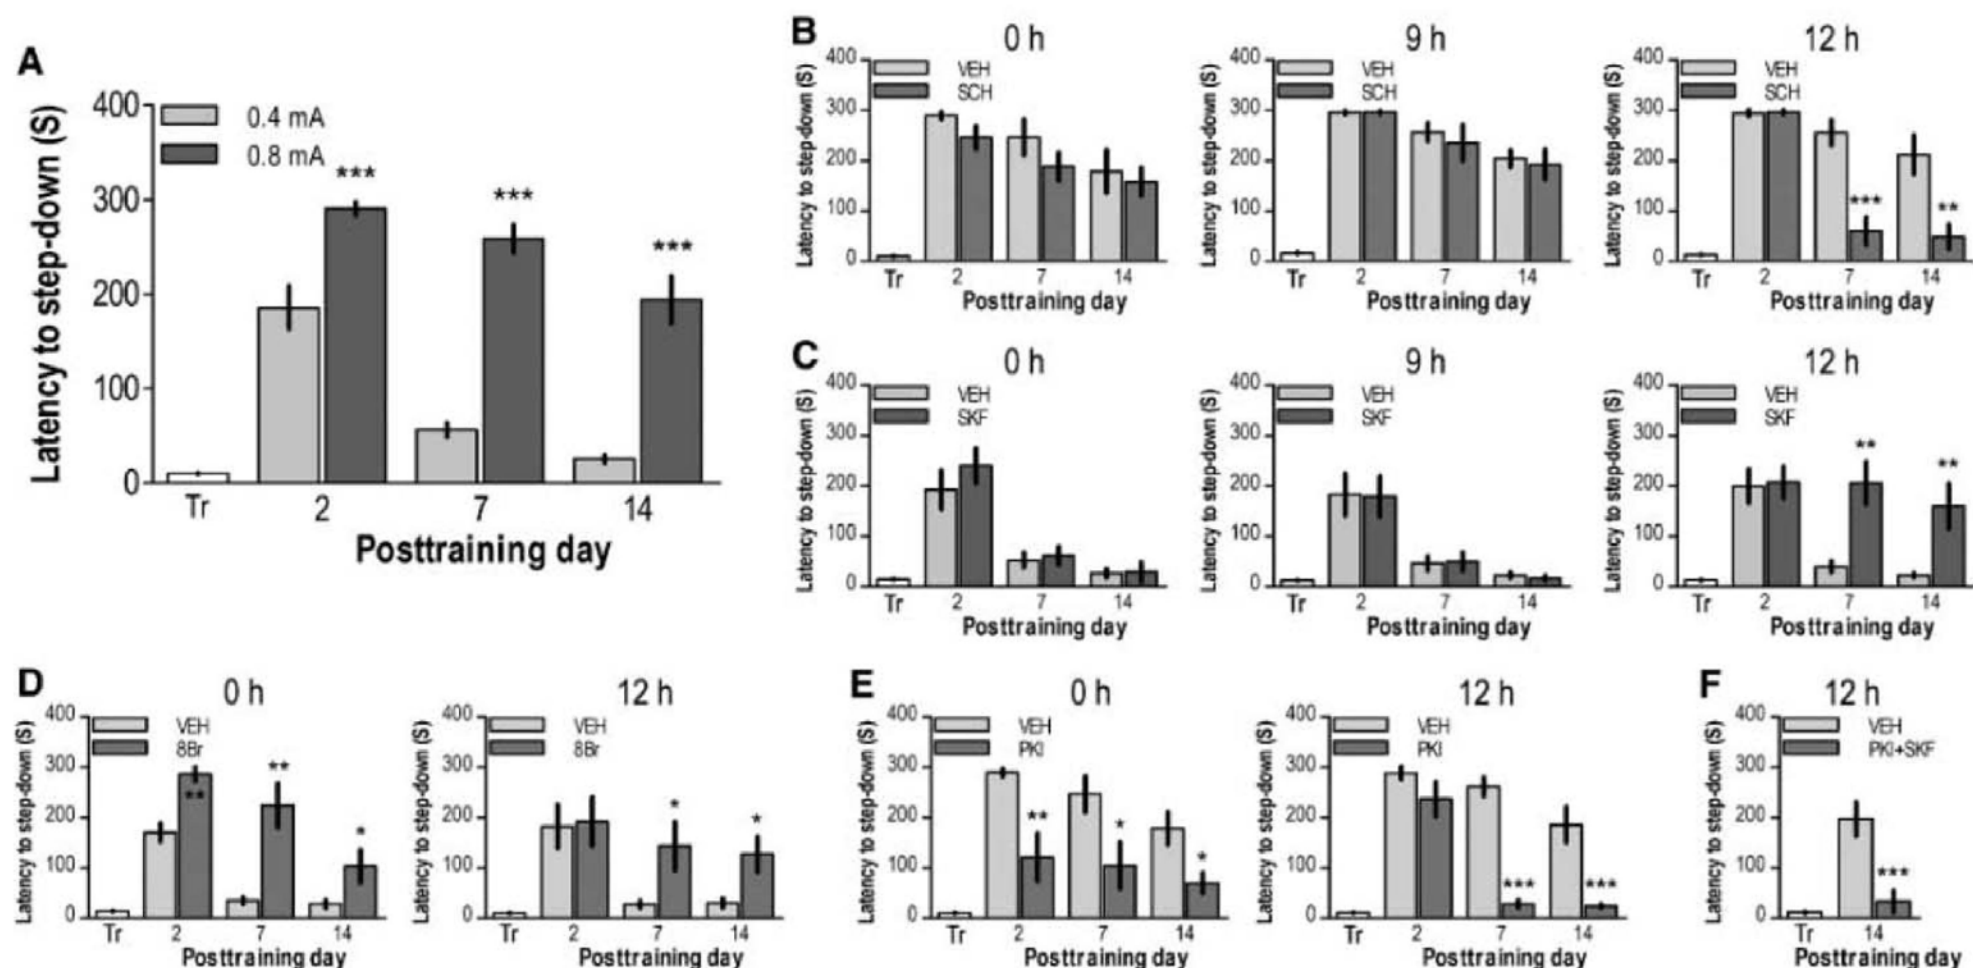 A
Latency to step-down (S)
400
300
200
100
0
0.4 mA
0.8 mA
***
***
***
Tr
2
7
14
Posttraining day
B
0 h
Latency to step-down (S)
400
300
200
100
0
VEH
SCH
Tr
2
7
14
Posttraining day
9 h
Latency to step-down (S)
400
300
200
100
0
VEH
SCH
Tr
2
7
14
Posttraining day
12 h
Latency to step-down (S)
400
300
200
100
0
VEH
SCH
***
**
Tr
2
7
14
Posttraining day
C
0 h
Latency to step-down (S)
400
300
200
100
0
VEH
SKF
Tr
2
7
14
Posttraining day
9 h
Latency to step-down (S)
400
300
200
100
0
VEH
SKF
Tr
2
7
14
Posttraining day
12 h
Latency to step-down (S)
400
300
200
100
0
VEH
SKF
**
**
Tr
2
7
14
Posttraining day
D
0 h
Latency to step-down (S)
400
300
200
100
0
VEH
8Br
**
**
*
Tr
2
7
14
Posttraining day
12 h
Latency to step-down (S)
400
300
200
100
0
VEH
8Br
*
*
Tr
2
7
14
Posttraining day
E
0 h
Latency to step-down (S)
400
300
200
100
0
VEH
PKI
**
*
*
Tr
2
7
14
Posttraining day
12 h
Latency to step-down (S)
400
300
200
100
0
VEH
PKI
***
***
Tr
2
7
14
Posttraining day
F
12 h
Latency to step-down (S)
400
300
200
100
0
VEH
PKI+SKF
***
Tr
14
Posttraining day